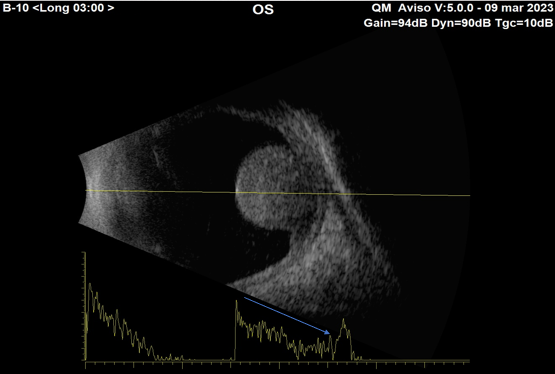 B-10 <Long 03:00 >
OS
QM Aviso V:5.0.0 - 09 mar 2023
Gain=94dB Dyn=90dB Tgc=10dB